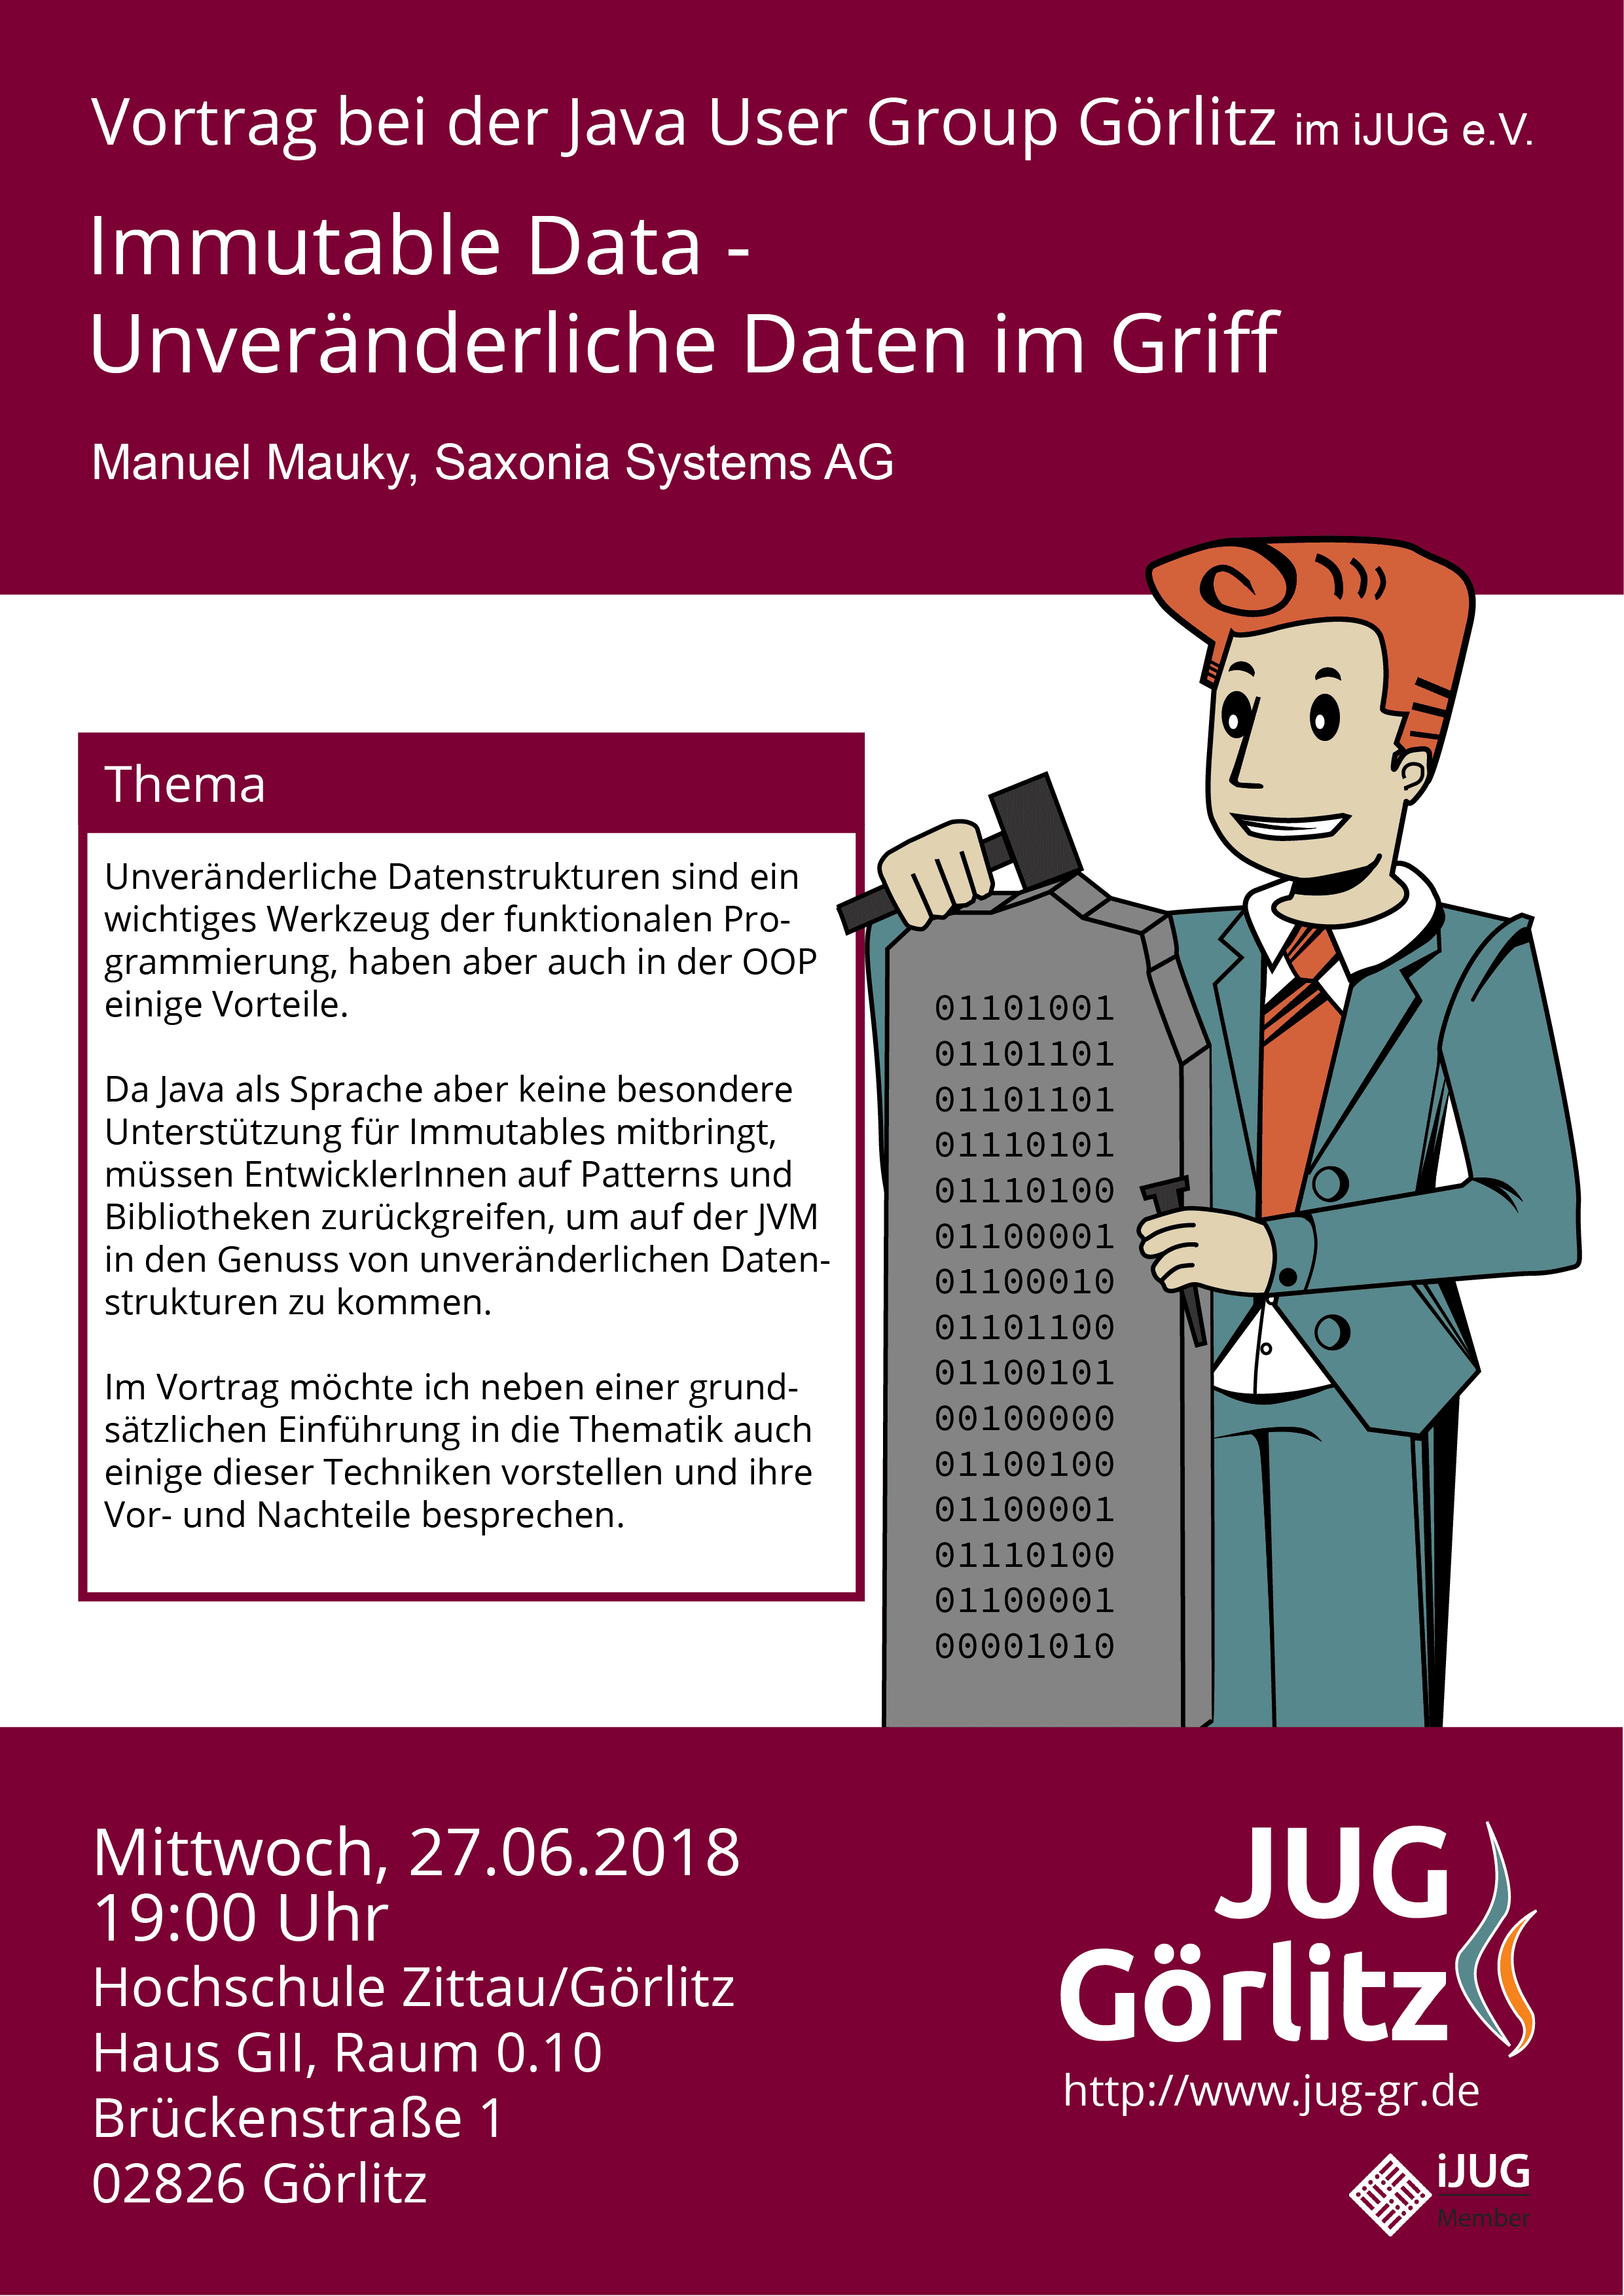 Vortrag bei der Java User Group Görlitz im iJUG e.V.
Immutable Data -
Unveränderliche Daten im Griff
Manuel Mauky, Saxonia Systems AG
Thema
Unveränderliche Datenstrukturen sind ein
wichtiges Werkzeug der funktionalen Pro-
grammierung, haben aber auch in der OOP
einige Vorteile.
Da Java als Sprache aber keine besondere
Unterstützung für Immutables mitbringt,
müssen EntwicklerInnen auf Patterns und
Bibliotheken zurückgreifen, um auf der JVM
in den Genuss von unveränderlichen Daten-
strukturen zu kommen.
Im Vortrag möchte ich neben einer grund-
sätzlichen Einführung in die Thematik auch
einige dieser Techniken vorstellen und ihre
Vor- und Nachteile besprechen.
01101001
01101101
01101101
01110101
01110100
01100001
01100010
01101100
01100101
00100000
01100100
01100001
01110100
01100001
00001010
Mittwoch, 27.06.2018
19:00 Uhr
Hochschule Zittau/Görlitz
Haus GII, Raum 0.10
Brückenstraße 1
02826 Görlitz
JUG
Görlitz
http://www.jug-gr.de
iJUG
Member